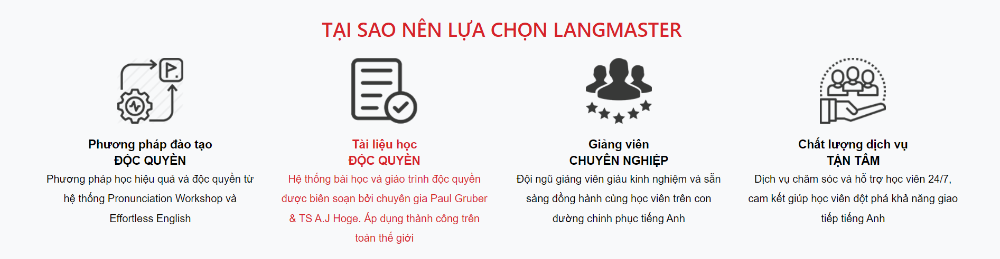 TẠI SAO NÊN LỰA CHỌN LANGMASTER
P.
Phương pháp đào tạo
ĐỘC QUYỀN
Phương pháp học hiệu quả và độc quyền từ
hệ thống Pronunciation Workshop và
Effortless English
Tài liệu học
ĐỘC QUYỀN
Hệ thống bài học và giáo trình độc quyền
được biên soạn bởi chuyên gia Paul Gruber
& TS A.J Hoge. Áp dụng thành công trên
toàn thế giới
Giảng viên
CHUYÊN NGHIỆP
Đội ngũ giảng viên giàu kinh nghiệm và sẵn
sàng đồng hành cùng học viên trên con
đường chinh phục tiếng Anh
Chất lượng dịch vụ
TẬN TÂM
Dịch vụ chăm sóc và hỗ trợ học viên 24/7,
cam kết giúp học viên đột phá khả năng giao
tiếp tiếng Anh